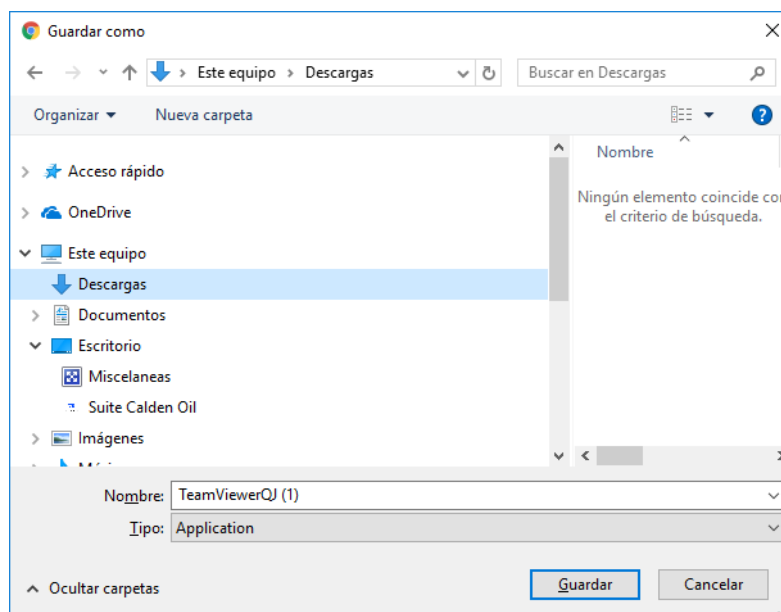 Guardar como
Este equipo > Descargas
Buscar en Descargas
Organizar
Nueva carpeta
?
Acceso rápido
OneDrive
Este equipo
Descargas
Documentos
Escritorio
Miscelaneas
Suite Calden Oil
Imágenes
Nombre
Ningún elemento coincide con
el criterio de búsqueda.
Nombre: TeamViewerQJ (1)
Tipo: Application
Ocultar carpetas
Guardar
Cancelar